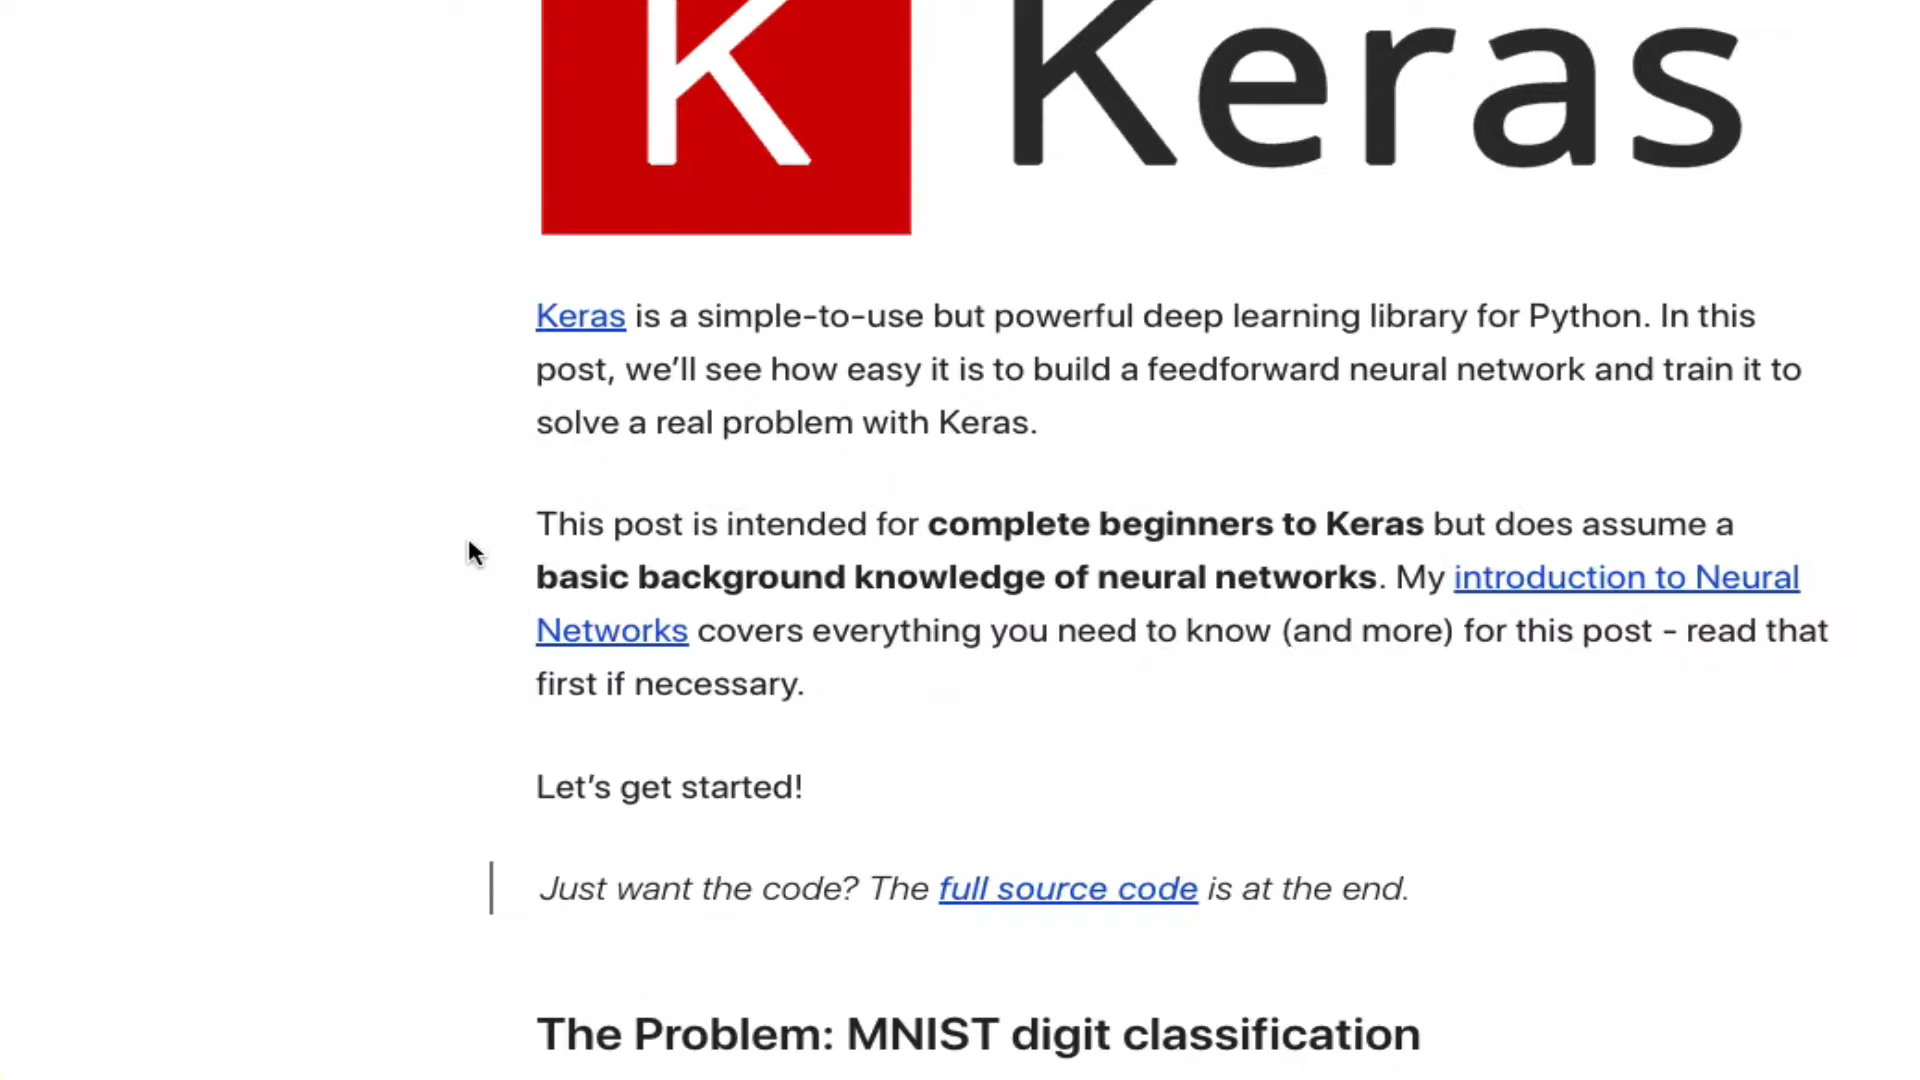 K Keras
Keras is a simple-to-use but powerful deep learning library for Python. In this
post, we’ll see how easy it is to build a feedforward neural network and train it to
solve a real problem with Keras.
This post is intended for complete beginners to Keras but does assume a
basic background knowledge of neural networks. My introduction to Neural
Networks covers everything you need to know (and more) for this post - read that
first if necessary.
Let’s get started!
Just want the code? The full source code is at the end.
The Problem: MNIST digit classification